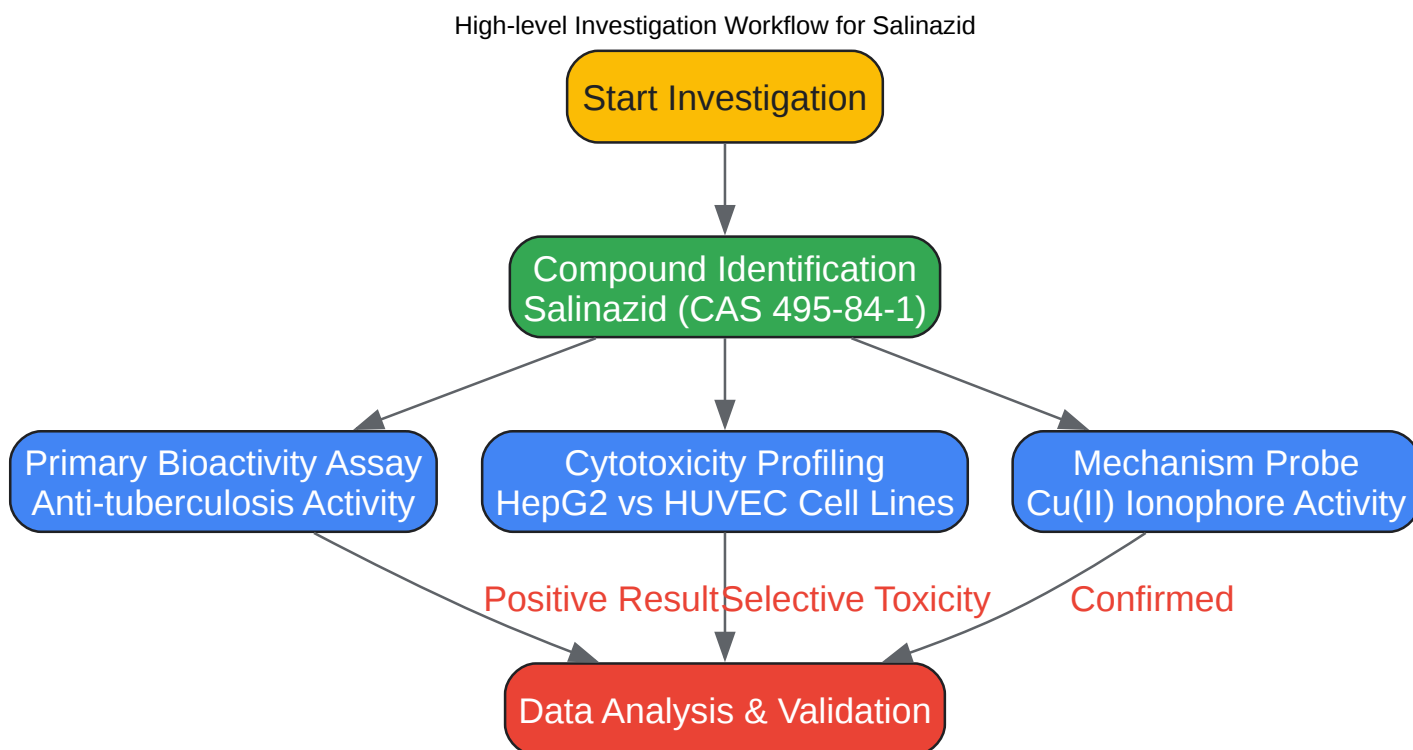 High-level Investigation Workflow for Salinazid
Start Investigation
Compound Identification
Salinazid (CAS 495-84-1)
Primary Bioactivity Assay
Anti-tuberculosis Activity
Cytotoxicity Profiling
HepG2 vs HUVEC Cell Lines
Mechanism Probe
Cu(II) Ionophore Activity
Positive Result
Selective Toxicity
Confirmed
Data Analysis & Validation